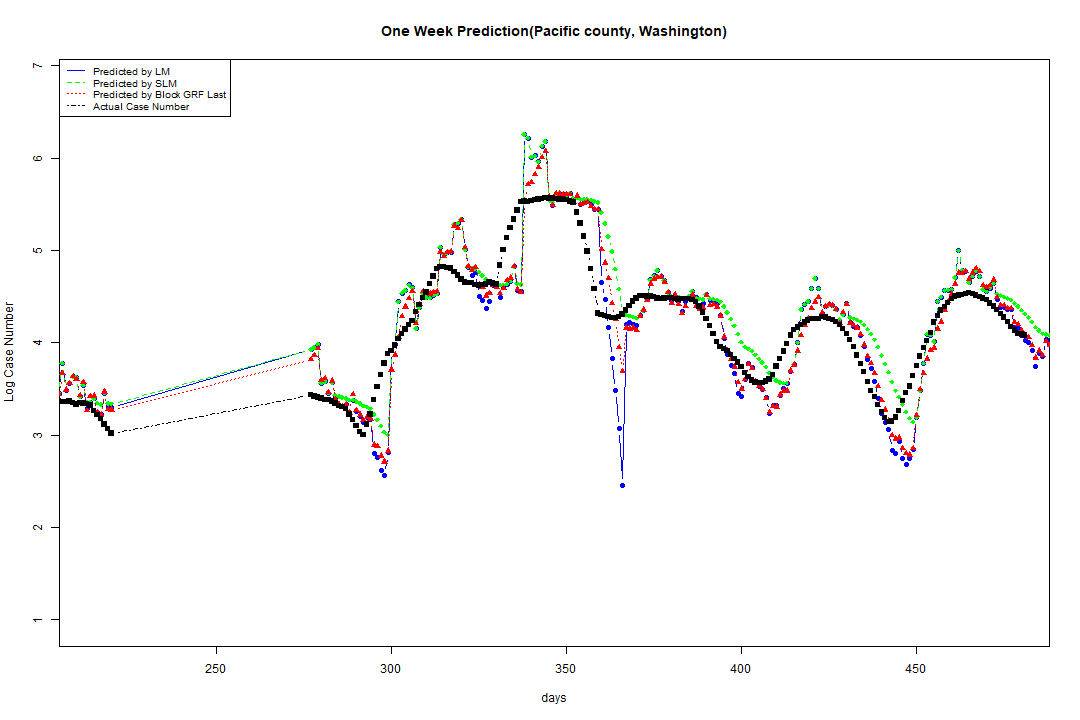 One Week Prediction(Pacific county, Washington)
Predicted by LM
Predicted by SLM
Predicted by Block GRF Last
Actual Case Number
Log Case Number
7
6
5
4
3
2
1
250 300 350 400 450
days